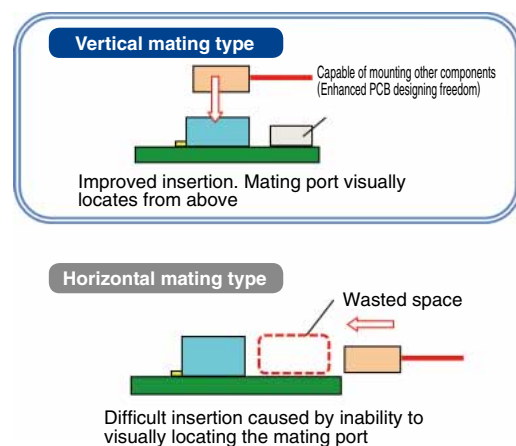 Vertical mating type
Capable of mounting other components
(Enhanced PCB designing freedom)
Improved insertion. Mating port visually
locates from above
Horizontal mating type
Wasted space
Difficult insertion caused by inability to
visually locating the mating port